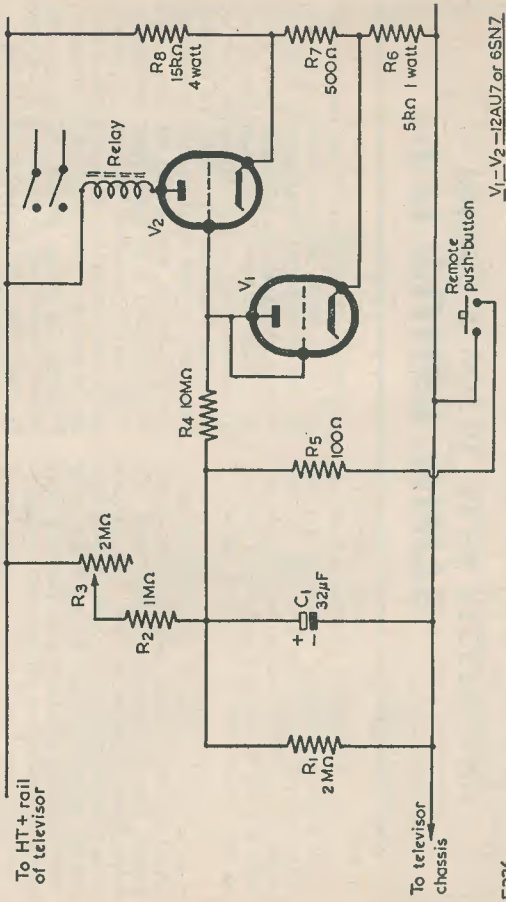 To HT+ rail
of televisor
R3
2MΩ
R2
1MΩ
R1
2MΩ
C1
32μF
+
−
R4 10MΩ
R5
100Ω
V1
V2
Relay
R8
15kΩ
4watt
R7
500Ω
R6
5kΩ 1 watt
Remote
push-button
To televisor
chassis
V1–V2–12AU7 or 6SN7